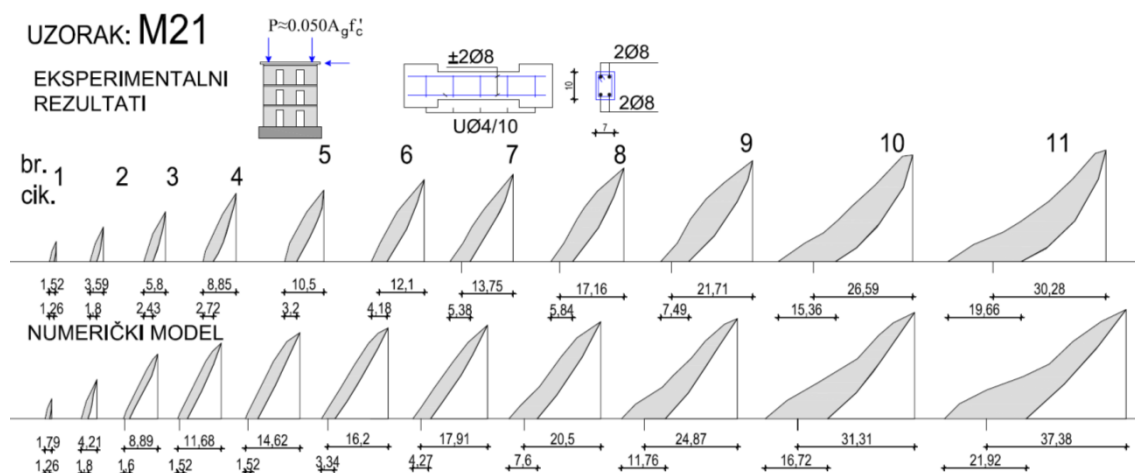 UZORAK: M21
EKSPERIMENTALNI
REZULTATI
P≈0.050Agf'c
±2Ø8
UØ4/10
10
7
2Ø8
2Ø8
br.
cik.
1 2 3 4 5 6 7 8 9 10 11
1,52 3,59 5,8 8,85 10,5 12,1 13,75 17,16 21,71 26,59 30,28
1,26 1,8 2,43 2,72 3,2 4,18 5,38 5,84 7,49 15,36 19,66
NUMERIČKI MODEL
1,79 4,21 8,89 11,68 14,62 16,2 17,91 20,5 24,87 31,31 37,38
1,26 1,8 1,6 1,52 1,52 3,34 4,27 7,6 11,76 16,72 21,92